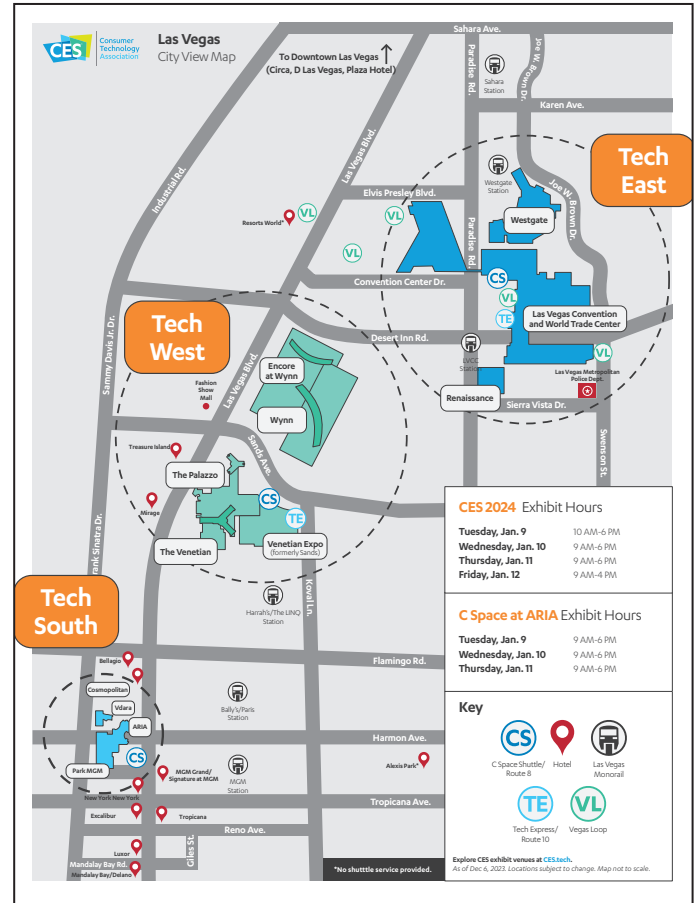 CES
Consumer
Technology
Association
Las Vegas
City View Map
To Downtown Las Vegas
(Circa, D Las Vegas, Plaza Hotel)
Sahara Ave.
Paradise Rd.
Joe W. Brown Dr.
Sahara
Station
Karen Ave.
Las Vegas Blvd.
Industrial Rd.
Tech
East
Westgate
Station
Elvis Presley Blvd.
Joe W. Brown Dr.
Westgate
VL
VL
Resorts World*
Paradise Rd.
VL
CS
Convention Center Dr.
VL
TE
Las Vegas Convention
and World Trade Center
Tech
West
Desert Inn Rd.
Sammy Davis Jr. Dr.
Las Vegas Blvd.
LVCC
Station
VL
Encore
at Wynn
Las Vegas Metropolitan
Police Dept.
Fashion
Show
Mall
Renaissance
Sierra Vista Dr.
Wynn
Swenson St.
Treasure Island
Sands Ave.
The Palazzo
Mirage
CS
TE
The Venetian
Venetian Expo
(formerly Sands)
rank Sinatra Dr.
Koval Ln.
Tech
South
Harrah's/The LINQ
Station
CES 2024 Exhibit Hours
Tuesday, Jan. 9 10 AM-6 PM
Wednesday, Jan. 10 9 AM-6 PM
Thursday, Jan. 11 9 AM-6 PM
Friday, Jan. 12 9 AM-4 PM
C Space at ARIA Exhibit Hours
Tuesday, Jan. 9 9 AM-6 PM
Wednesday, Jan. 10 9 AM-6 PM
Thursday, Jan. 11 9 AM-6 PM
Bellagio
Flamingo Rd.
Cosmopolitan
Vdara
Bally's/Paris
Station
ARIA
Harmon Ave.
CS
Park MGM
MGM Grand/
Signature at MGM
MGM
Station
Alexis Park*
New York New York
Tropicana Ave.
Excalibur
Tropicana
Reno Ave.
Giles St.
Luxor
Mandalay Bay Rd.
Mandalay Bay/Delano
*No shutttle service provided.
Key
CS
C Space Shuttle/
Route 8
Hotel
Las Vegas
Monorail
TE
Tech Express/
Route 10
VL
Vegas Loop
Explore CES exhibit venues at CES.tech.
As of Dec 6, 2023. Locations subject to change. Map not to scale.